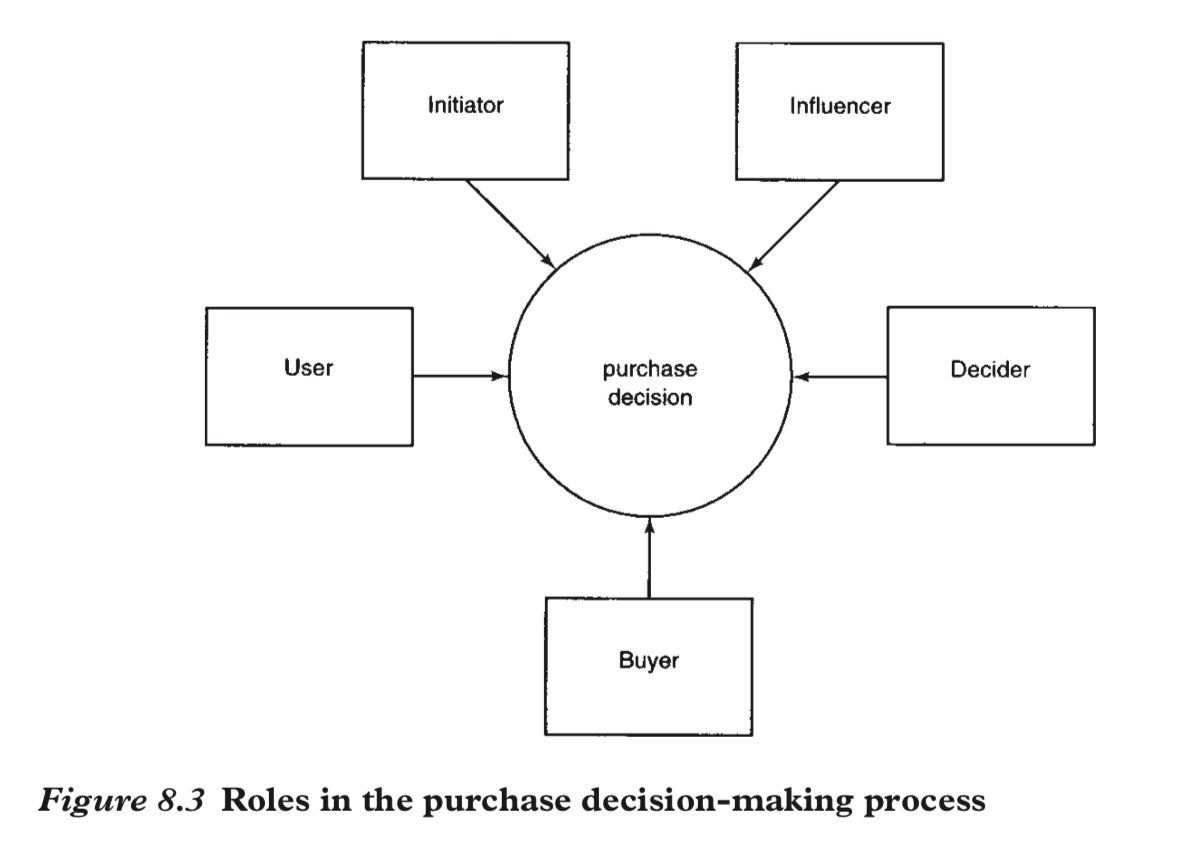 Initiator
Influencer
User
purchase
decision
Decider
Buyer
Figure 8.3 Roles in the purchase decision-making process